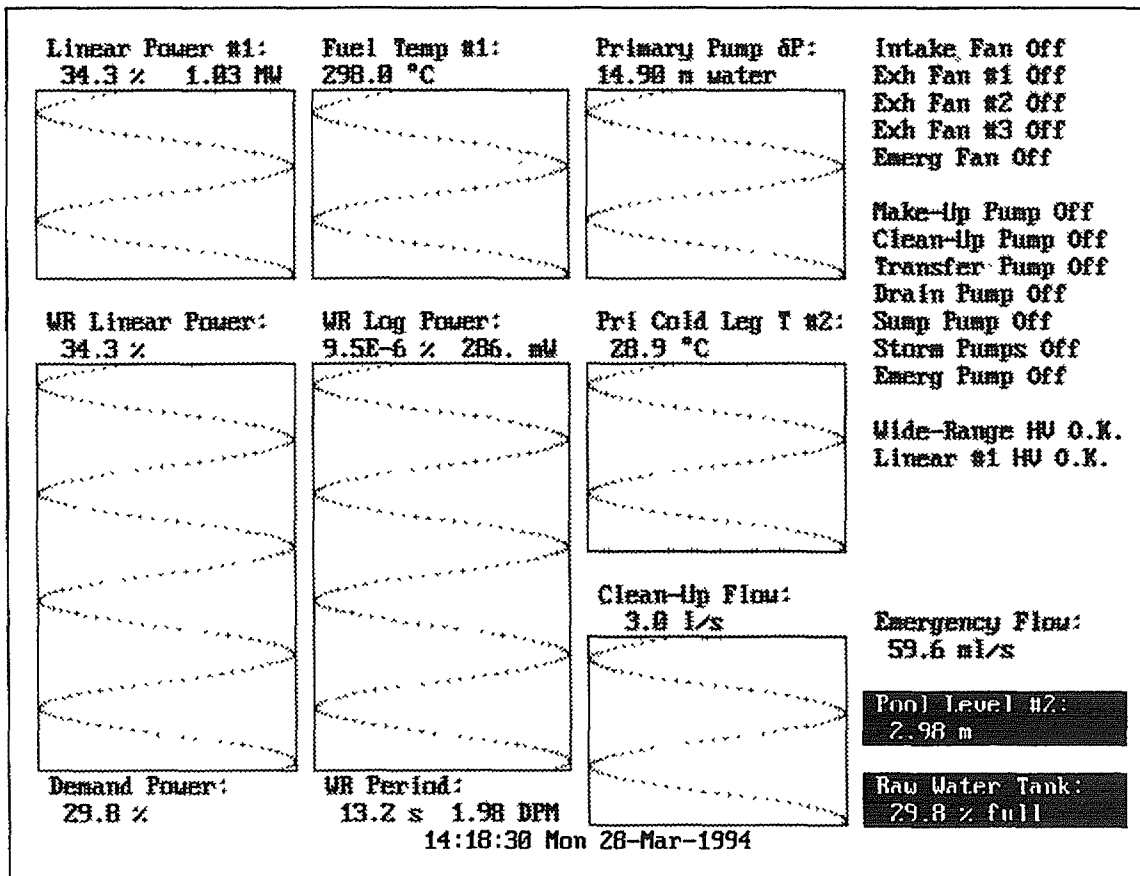 Linear Power #1:
34.3 % 1.03 MW
Fuel Temp #1:
298.0 °C
Primary Pump δP:
14.90 m water
Intake Fan Off
Exh Fan #1 Off
Exh Fan #2 Off
Exh Fan #3 Off
Emerg Fan Off
Make-Up Pump Off
Clean-Up Pump Off
Transfer Pump Off
Drain Pump Off
Sump Pump Off
Storm Pumps Off
Emerg Pump Off
Wide-Range HV O.K.
Linear #1 HV O.K.
WR Linear Power:
34.3 %
WR Log Power:
9.5E-6 % 286. mW
Pri Cold Leg T #2:
28.9 °C
Clean-Up Flow:
3.0 l/s
Emergency Flow:
59.6 ml/s
Pool Level #2:
2.98 m
Raw Water Tank:
29.8 % full
Demand Power:
29.8 %
WR Period:
13.2 s 1.98 DPM
14:18:30 Mon 28-Mar-1994